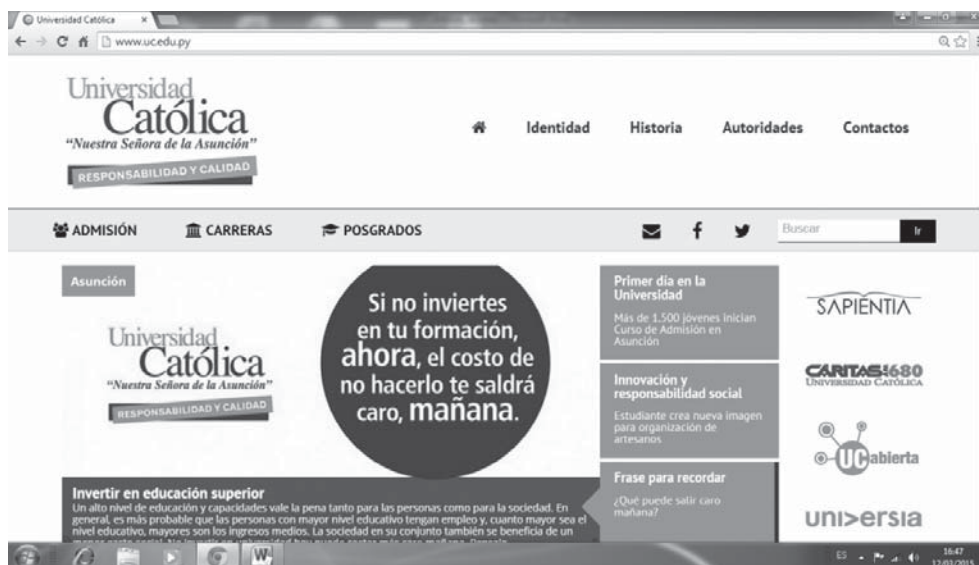 Universidad Católica
www.uc.edu.py
Universidad
Católica
“Nuestra Señora de la Asunción”
RESPONSABILIDAD Y CALIDAD
Identidad Historia Autoridades Contactos
ADMISIÓN CARRERAS POSGRADOS
Buscar Ir
Asunción
Universidad
Católica
“Nuestra Señora de la Asunción”
RESPONSABILIDAD Y CALIDAD
Si no inviertes
en tu formación,
ahora, el costo de
no hacerlo te saldrá
caro, mañana.
Invertir en educación superior
Un alto nivel de educación y capacidades vale la pena tanto para las personas como para la sociedad. En
general, es más probable que las personas con mayor nivel educativo tengan empleo y, cuanto mayor sea el
nivel educativo, mayores son los ingresos medios. La sociedad en su conjunto también se beneficia de un
Primer día en la
Universidad
Más de 1.500 jóvenes inician
Curso de Admisión en
Asunción
Innovación y
responsabilidad social
Estudiante crea nueva imagen
para organización de
artesanos
Frase para recordar
¿Qué puede salir caro
mañana?
SAPIENTIA
CARITAS 680
UNIVERSIDAD CATÓLICA
UCabierta
uni>ersia
ES
16:47
12/03/2015